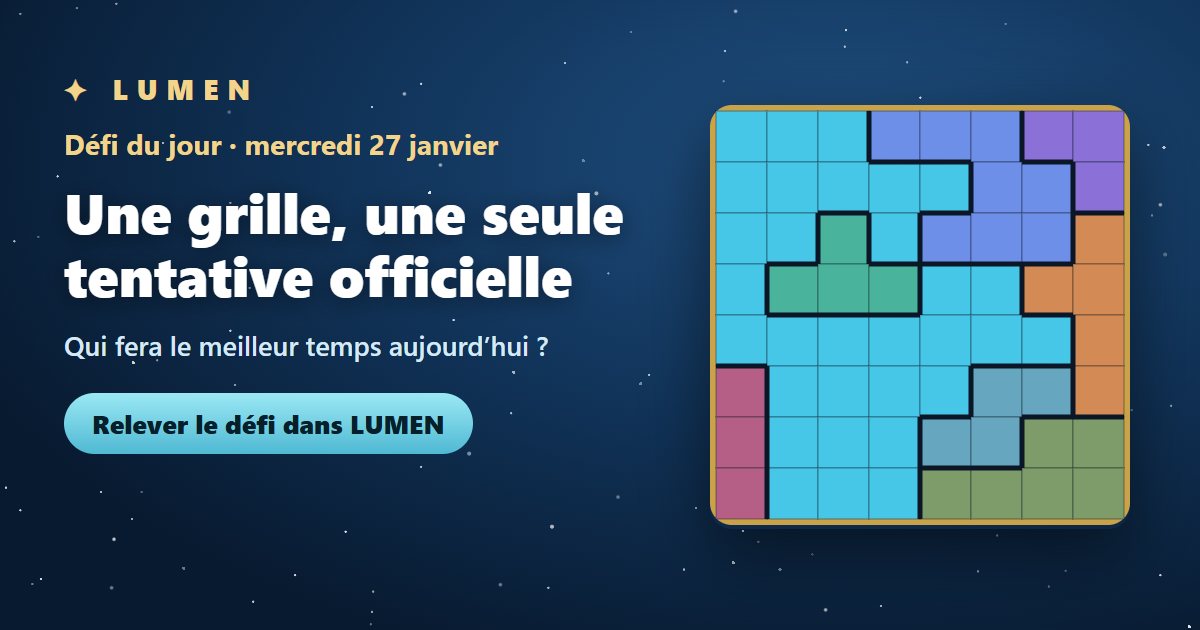 ✦ LUMEN
Défi du jour · mercredi 27 janvier
Une grille, une seule
tentative officielle
Qui fera le meilleur temps aujourd’hui ?
Relever le défi dans LUMEN